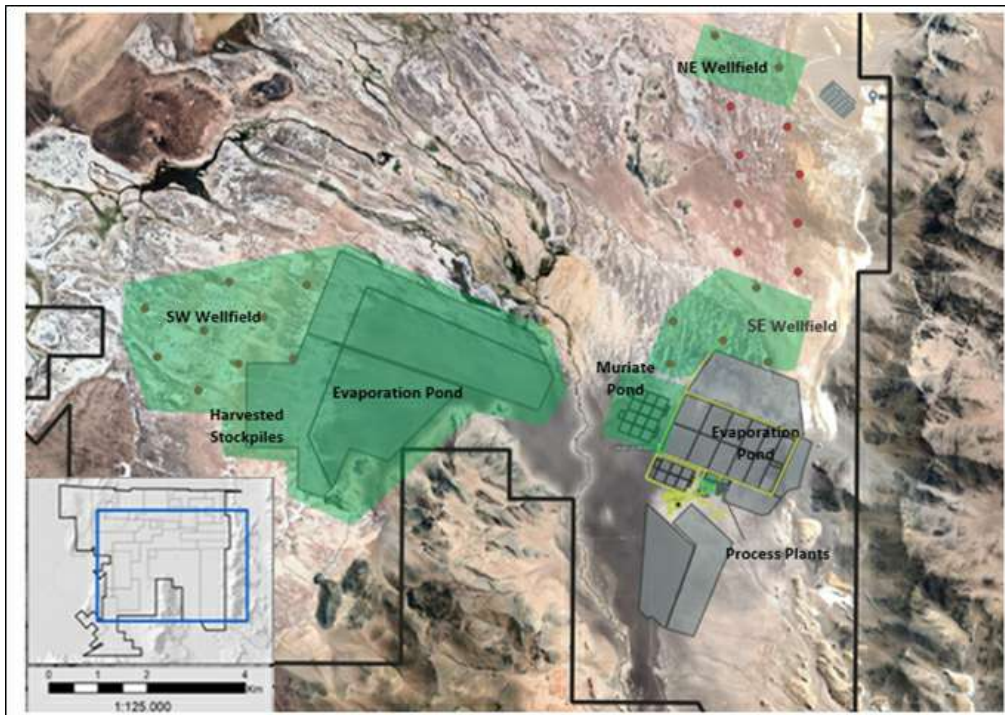 NE Wellfield
SW Wellfield
SE Wellfield
Muriate
Pond
Evaporation Pond
Harvested
Stockpiles
Evaporation
Pond
Process Plants
0 1 2 4
Km
1:125.000